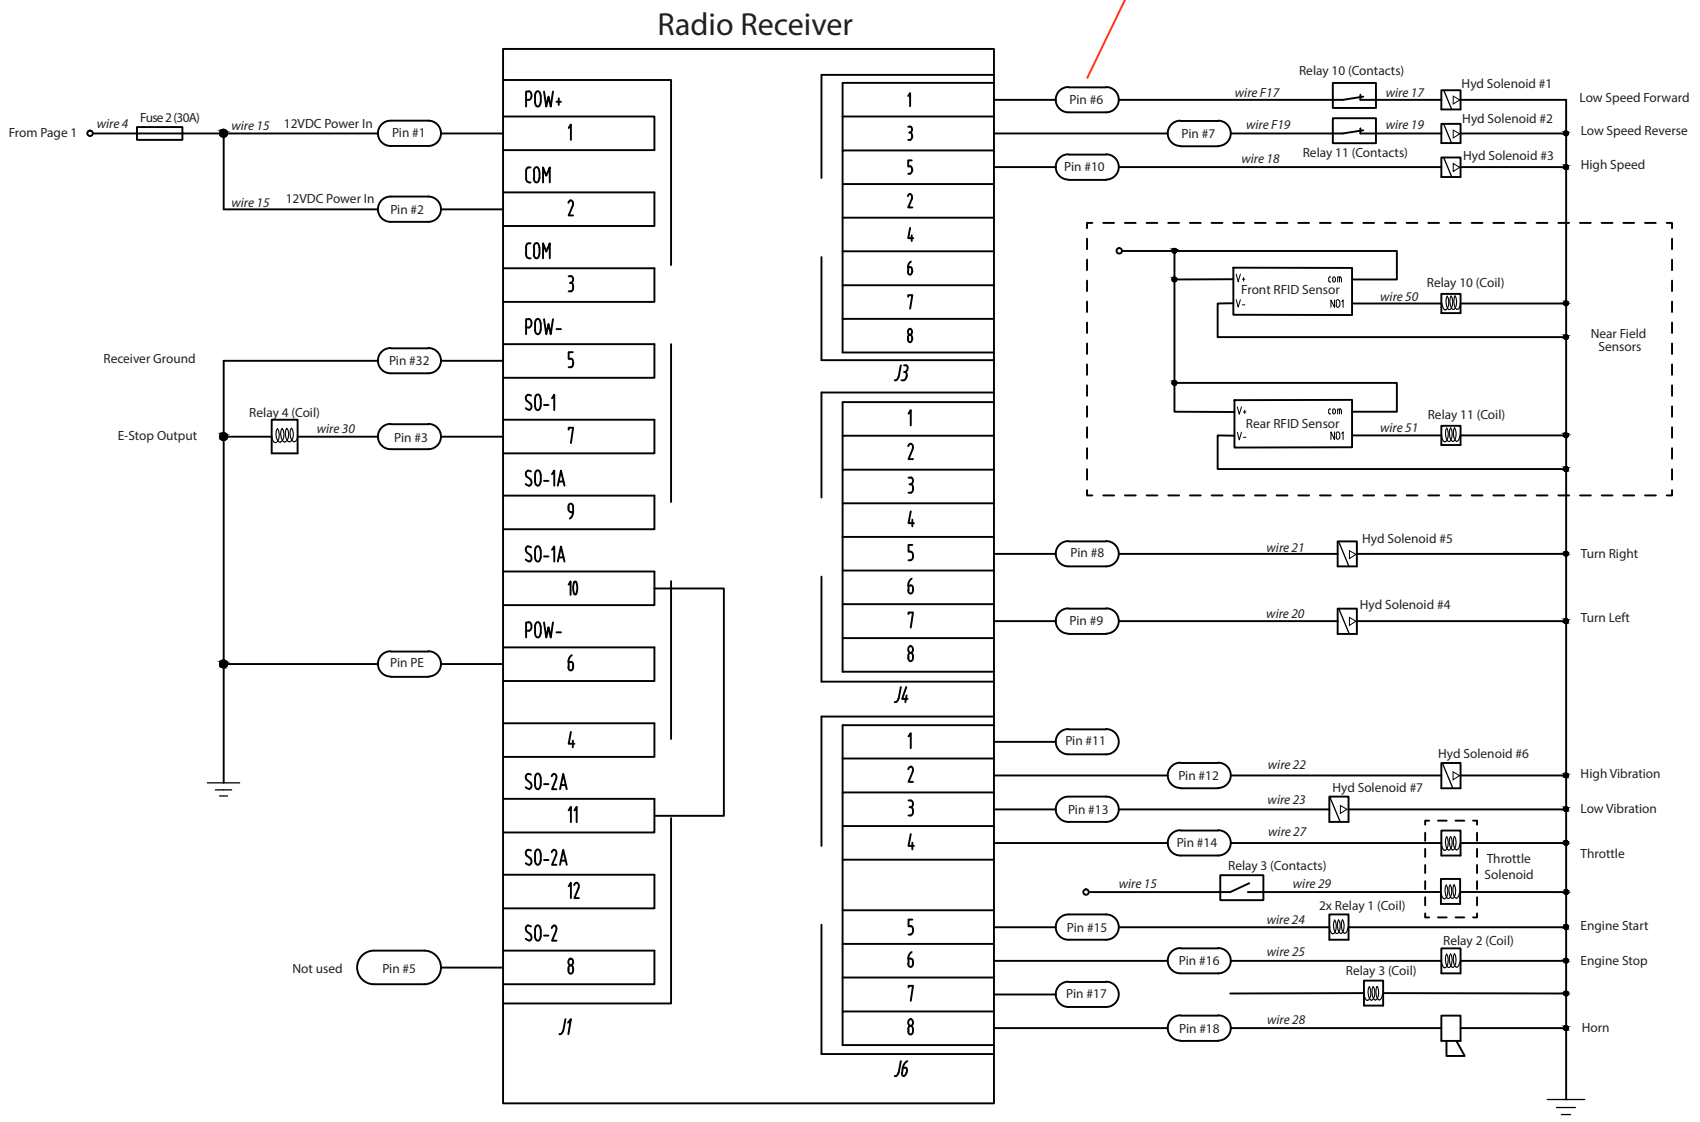 Radio Receiver
From Page 1
wire 4
Fuse 2 (30A)
wire 15
12VDC Power In
Pin #1
wire 15
12VDC Power In
Pin #2
Receiver Ground
Pin #32
E-Stop Output
Relay 4 (Coil)
wire 30
Pin #3
Pin PE
Not used
Pin #5
POW+
1
COM
2
COM
3
POW-
5
SO-1
7
SO-1A
9
SO-1A
10
POW-
6
4
SO-2A
11
SO-2A
12
SO-2
8
J1
1
3
5
2
4
6
7
8
J3
1
2
3
4
5
6
7
8
J4
1
2
3
4
5
6
7
8
J6
Pin #6
wire F17
Relay 10 (Contacts)
wire 17
Hyd Solenoid #1
Low Speed Forward
Pin #7
wire F19
Relay 11 (Contacts)
wire 19
Hyd Solenoid #2
Low Speed Reverse
Pin #10
wire 18
Hyd Solenoid #3
High Speed
V+
com
Front RFID Sensor
V-
NO1
wire 50
Relay 10 (Coil)
Near Field
Sensors
V+
com
Rear RFID Sensor
V-
NO1
wire 51
Relay 11 (Coil)
Pin #8
wire 21
Hyd Solenoid #5
Turn Right
Pin #9
wire 20
Hyd Solenoid #4
Turn Left
Pin #11
Pin #12
wire 22
Hyd Solenoid #6
High Vibration
Pin #13
wire 23
Hyd Solenoid #7
Low Vibration
Pin #14
wire 27
Throttle
wire 15
Relay 3 (Contacts)
wire 29
Throttle
Solenoid
Pin #15
wire 24
2x Relay 1 (Coil)
Engine Start
Pin #16
wire 25
Relay 2 (Coil)
Engine Stop
Pin #17
Relay 3 (Coil)
Pin #18
wire 28
Horn